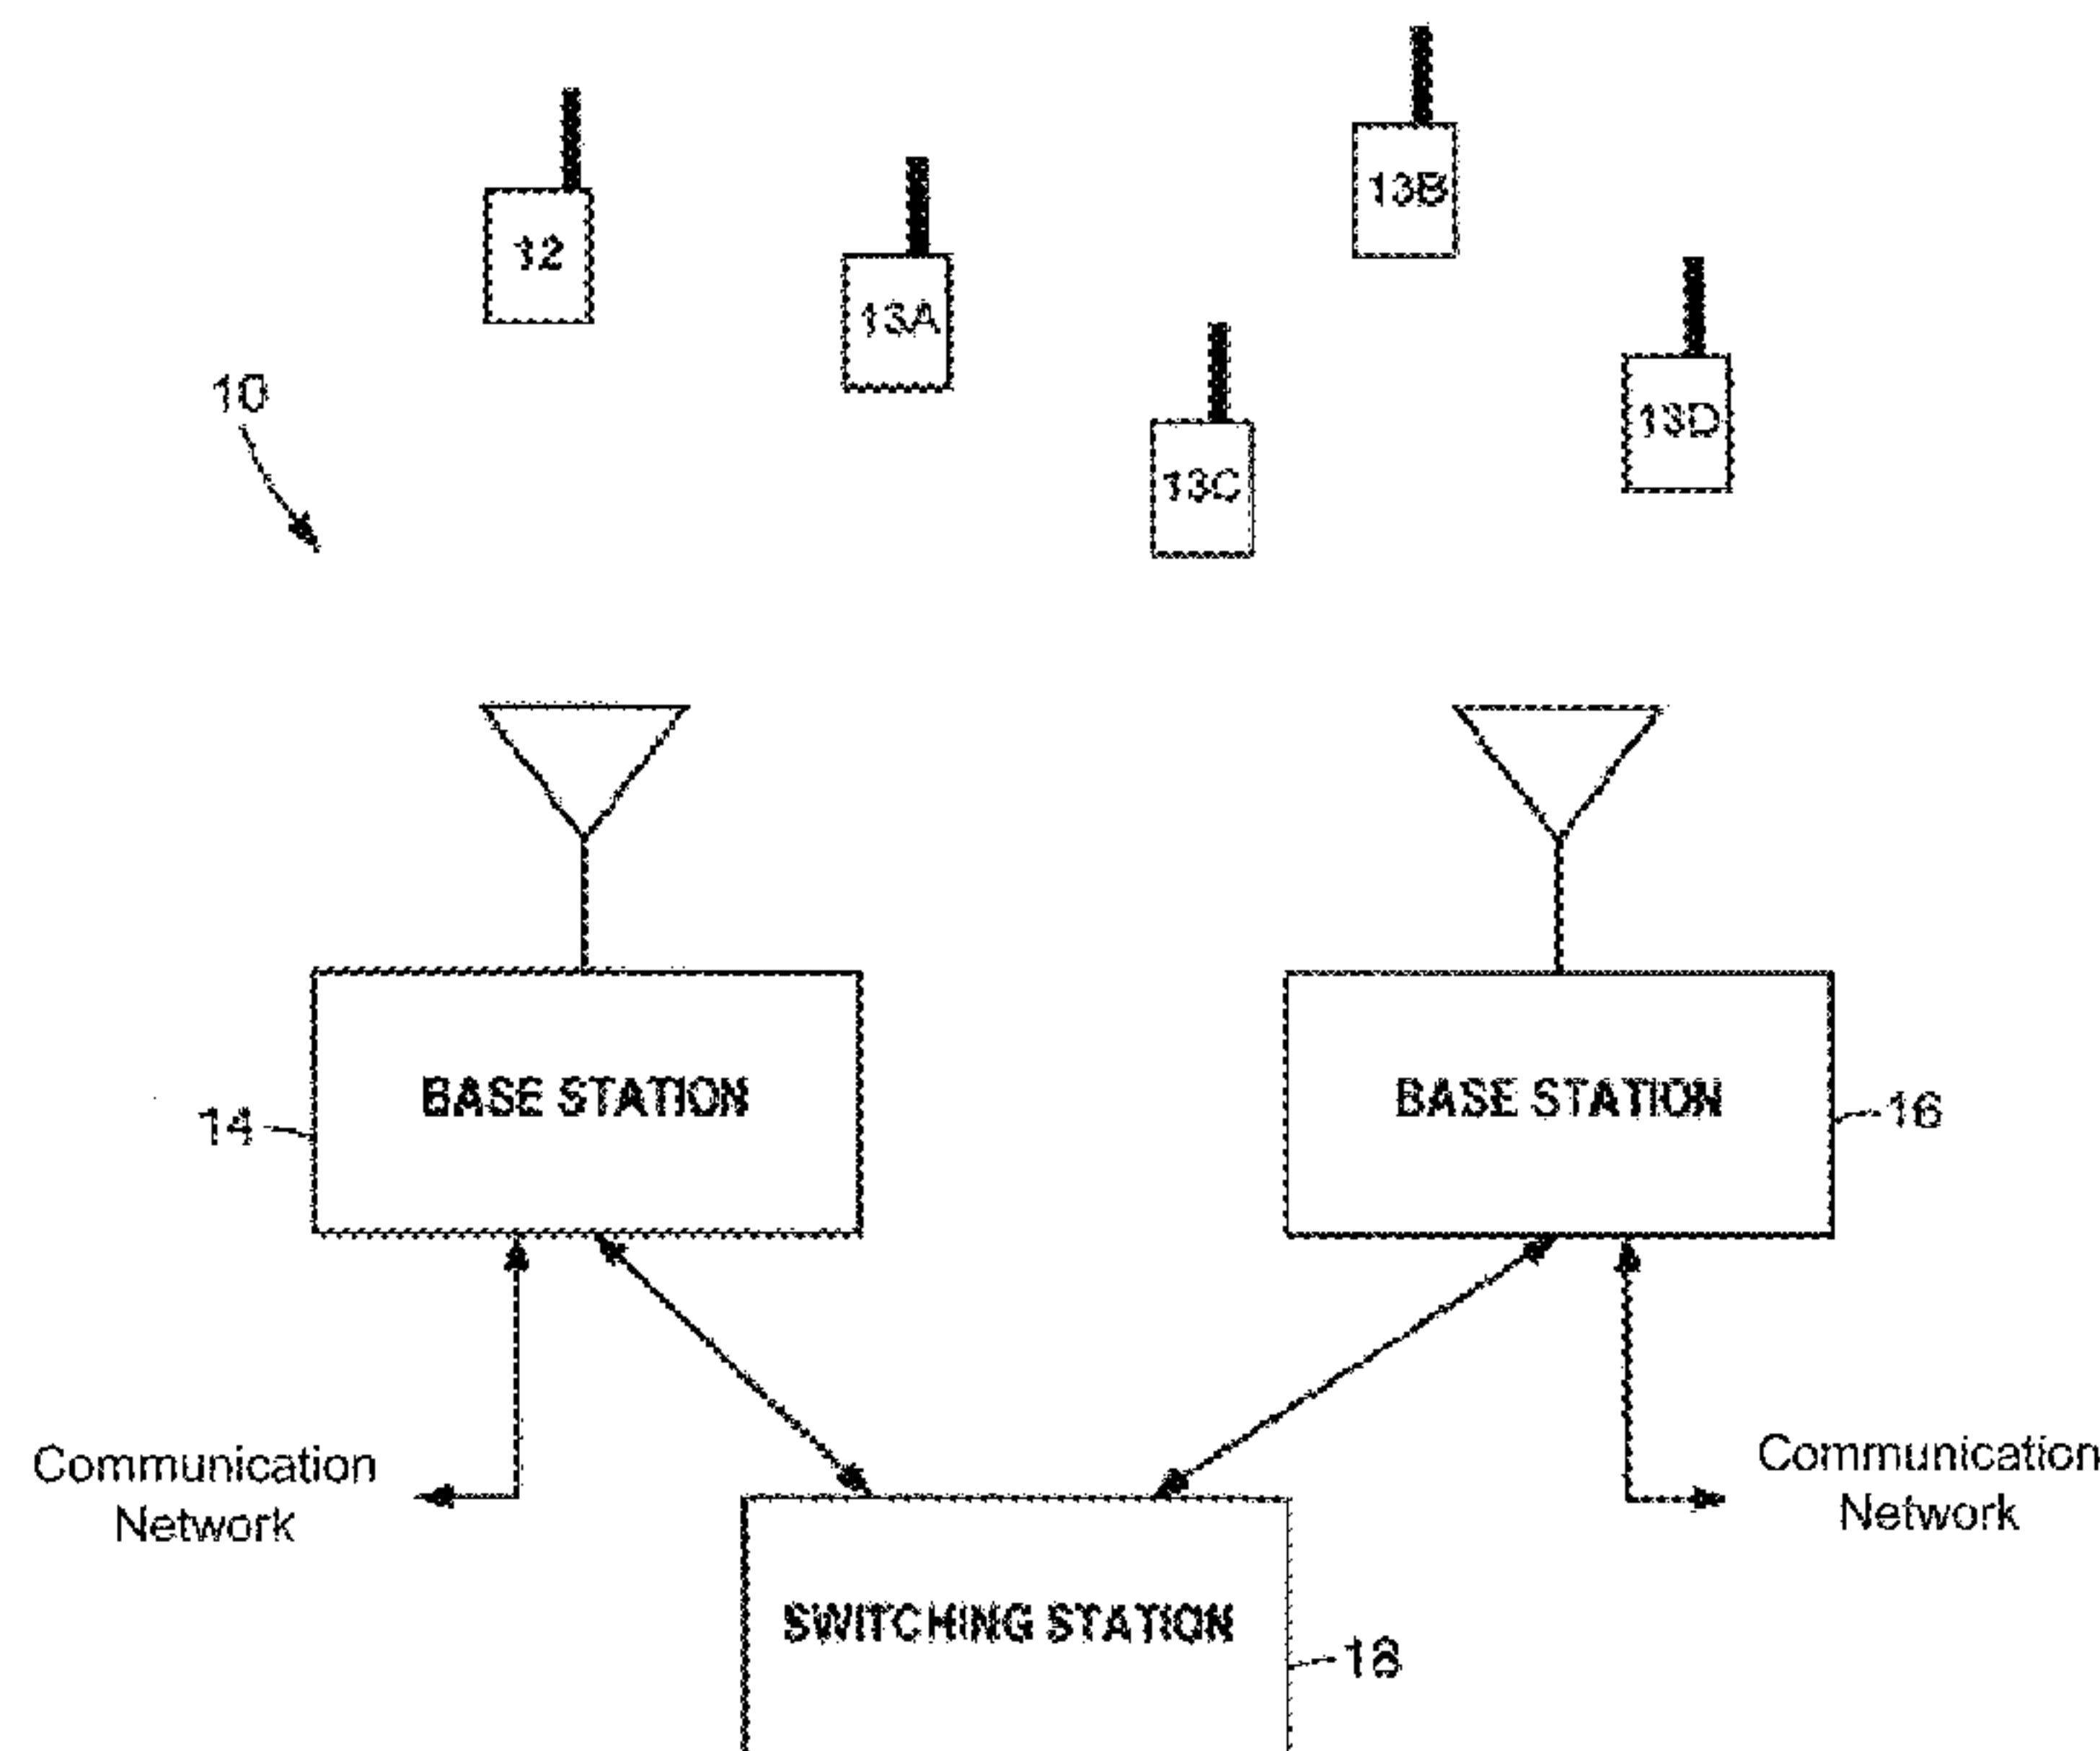 13B
12
13A
13D
10
13C
BASE STATION
BASE STATION
14
16
Communication
Network
Communication
Network
SWITCHING STATION
18